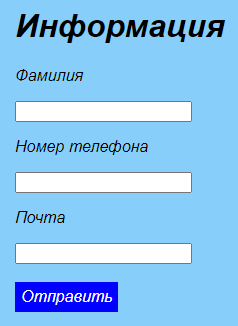 Информация
Фамилия
Номер телефона
Почта
Отправить